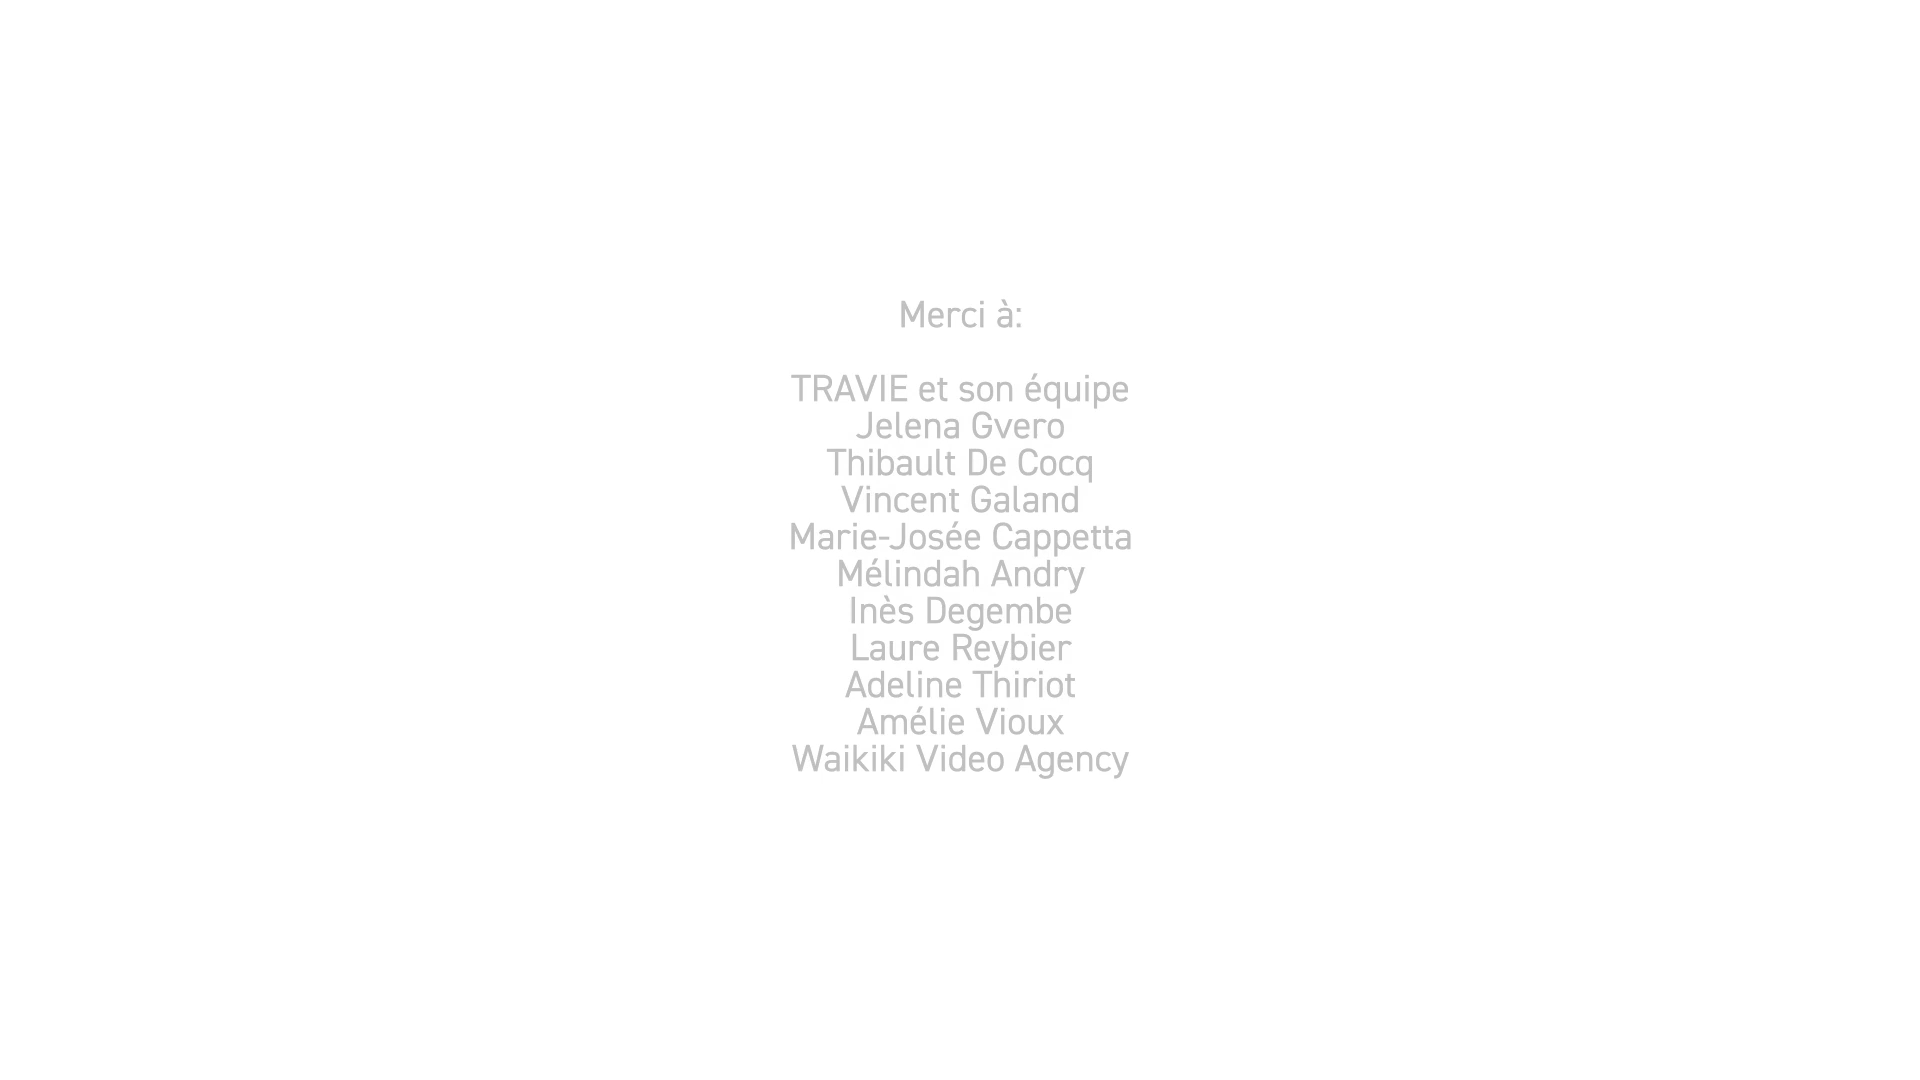 Merci à:
TRAVIE et son équipe
Jelena Gvero
Thibault De Cocq
Vincent Galand
Marie-Josée Cappetta
Mélindah Andry
Inès Degembe
Laure Reybier
Adeline Thiriot
Amélie Vioux
Waikiki Video Agency